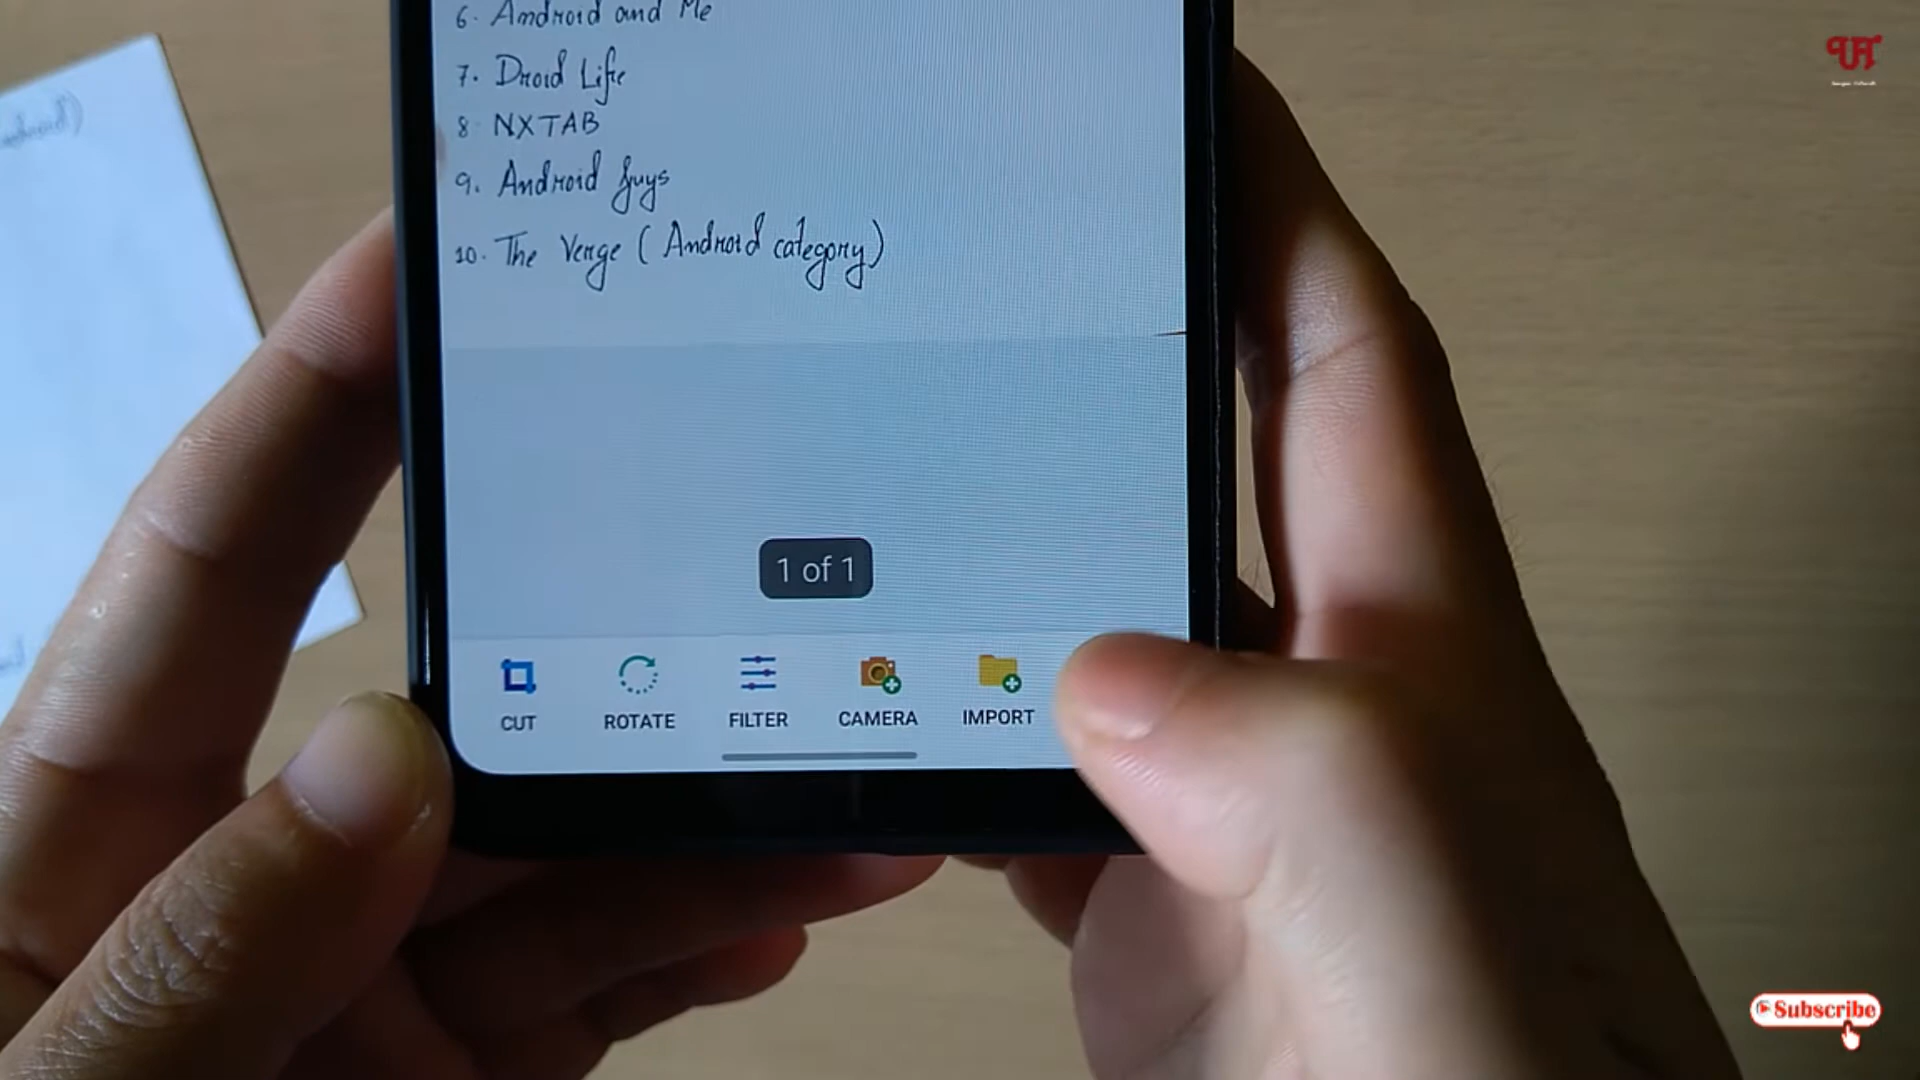 6. Android and Me
7. Droid Life
8 NXTAB
9. Android Guys
10. The Verge (Android category)
1 of 1
CUT ROTATE FILTER CAMERA IMPORT
UA
Subscribe